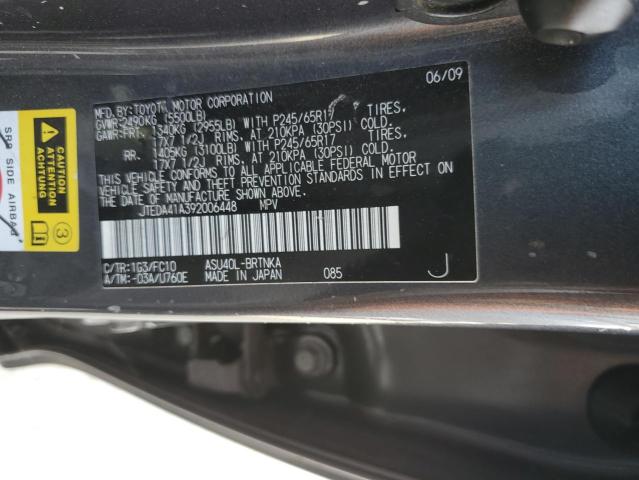 06/09
MFD. BY: TOYOTA MOTOR CORPORATION
GVWR 2490KG (5500LB)
GAWR: FRT. 1340KG (2955LB) WITH P245/65R17 TIRES,
17X7 1/2J RIMS, AT 210KPA (30PSI) COLD.
RR. 1405KG (3100LB) WITH P245/65R17 TIRES,
17X7 1/2J RIMS, AT 210KPA (30PSI) COLD.
THIS VEHICLE CONFORMS TO ALL APPLICABLE FEDERAL MOTOR
VEHICLE SAFETY AND THEFT PREVENTION STANDARDS IN EFFECT ON
THE DATE OF MANUFACTURE SHOWN ABOVE.
JTEDA41A392006448 MPV
C/TR: 1G3/FC10 ASU40L-BRTNKA
A/TM: -03A/U760E MADE IN JAPAN 085 J
SRS SIDE AIRBAG
3